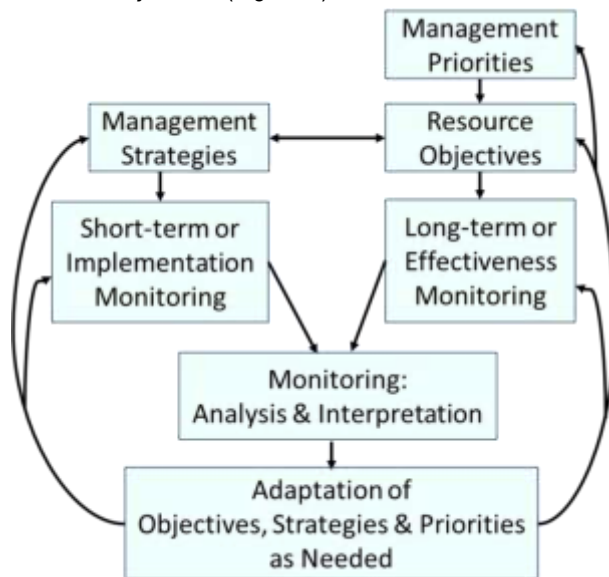 Management
Priorities
Management
Strategies
Resource
Objectives
Short-term or
Implementation
Monitoring
Long-term or
Effectiveness
Monitoring
Monitoring:
Analysis & Interpretation
Adaptation of
Objectives, Strategies & Priorities
as Needed